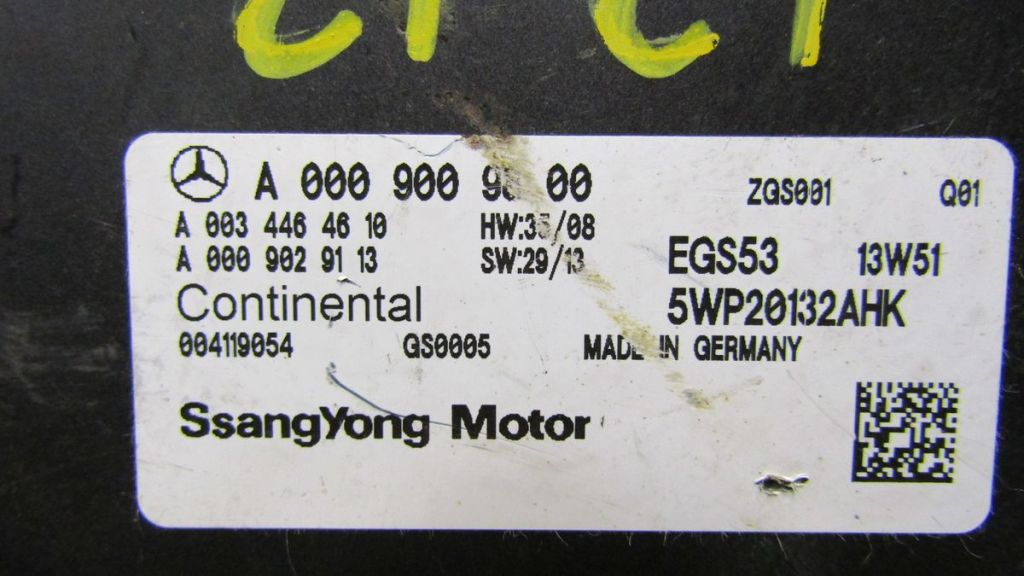 A 000 900 00
ZGS001 Q01
A 003 446 46 10 HW:35/08
A 000 902 91 13 SW:29/13
EGS53 13W51
Continental 5WP20132AHK
004119054 GS0005 MADE IN GERMANY
SsangYong Motor